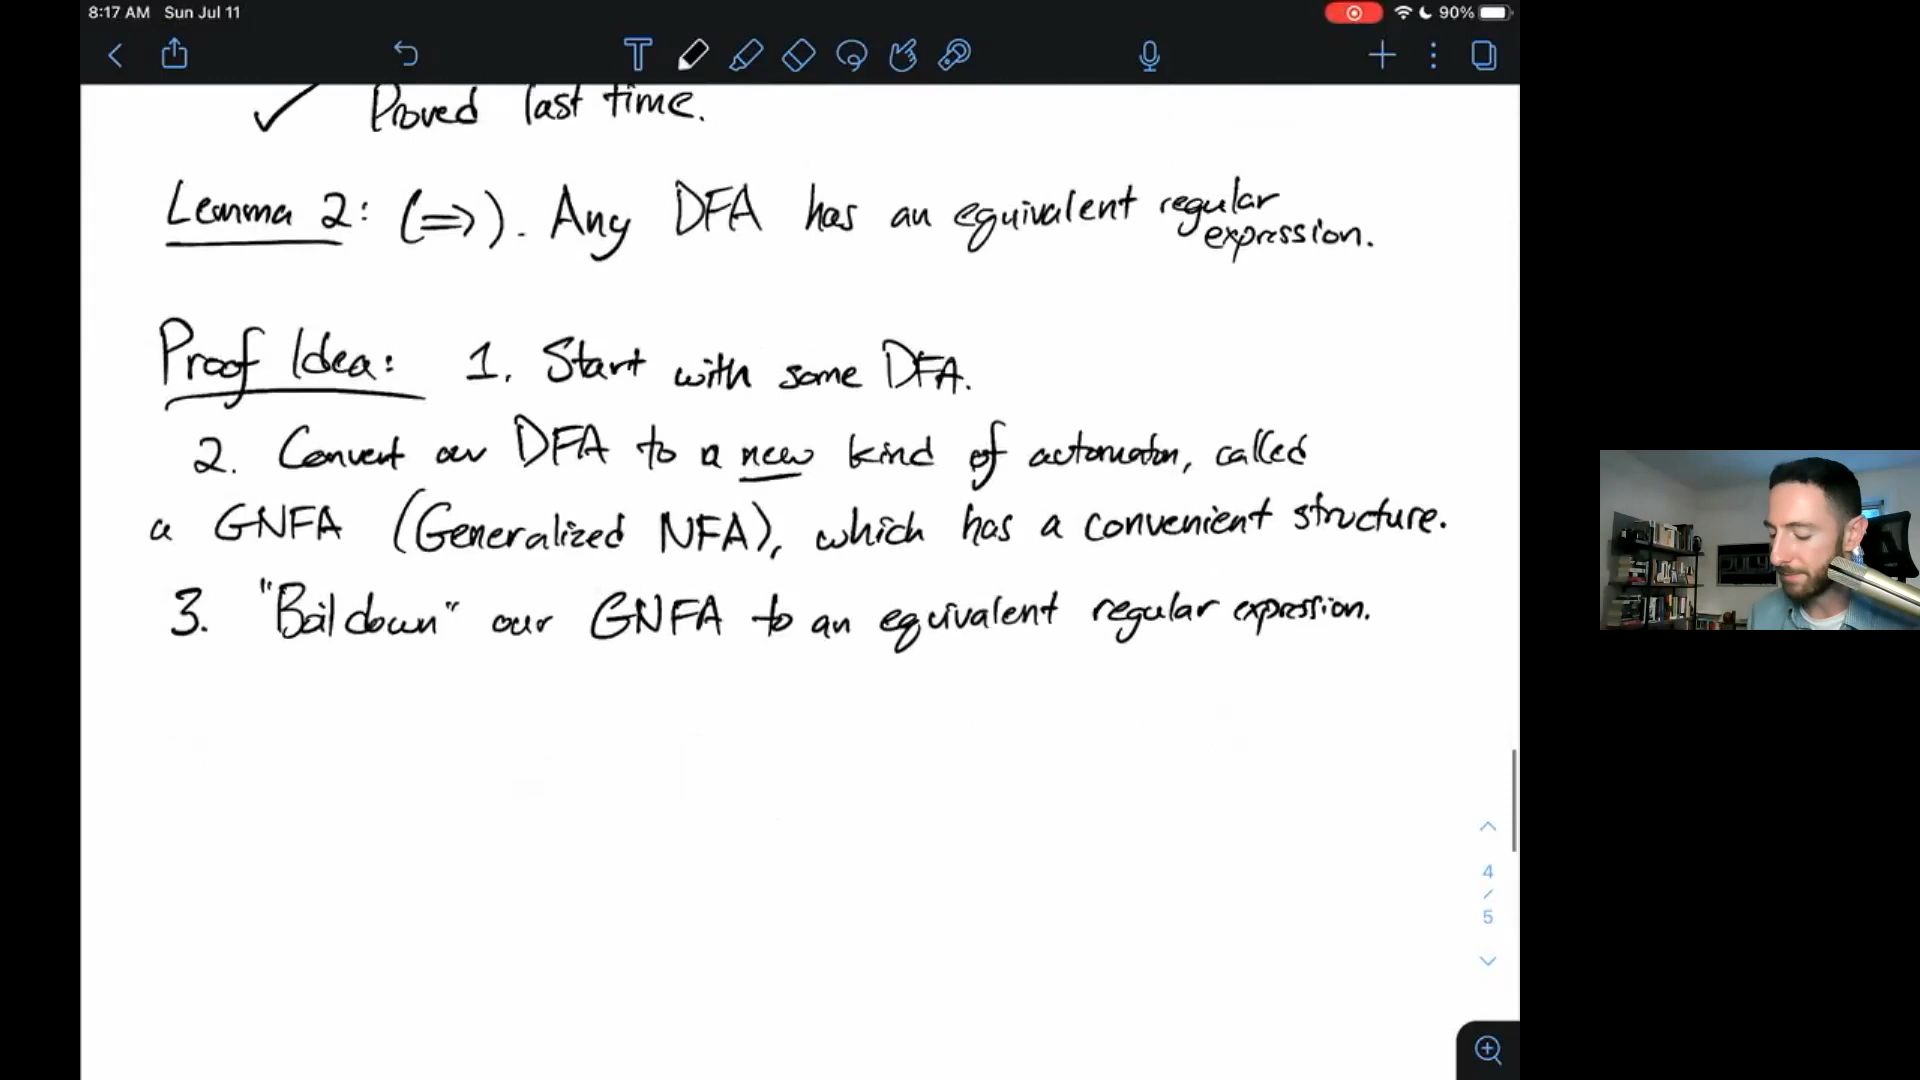 8:17 AM Sun Jul 11 90%
✓ Proved last time.
Lemma 2: (⇒). Any DFA has an equivalent regular
expression.
Proof Idea: 1. Start with some DFA.
2. Convert our DFA to a new kind of automaton, called
a GNFA (Generalized NFA), which has a convenient structure.
3. "Boil down" our GNFA to an equivalent regular expression.
4
/
5